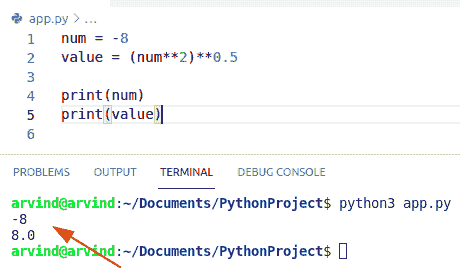 app.py > ...
1 num = -8
2 value = (num**2)**0.5
3
4 print(num)
5 print(value)
6
PROBLEMS OUTPUT TERMINAL DEBUG CONSOLE
arvind@arvind:~/Documents/PythonProject$ python3 app.py
-8
8.0
arvind@arvind:~/Documents/PythonProject$